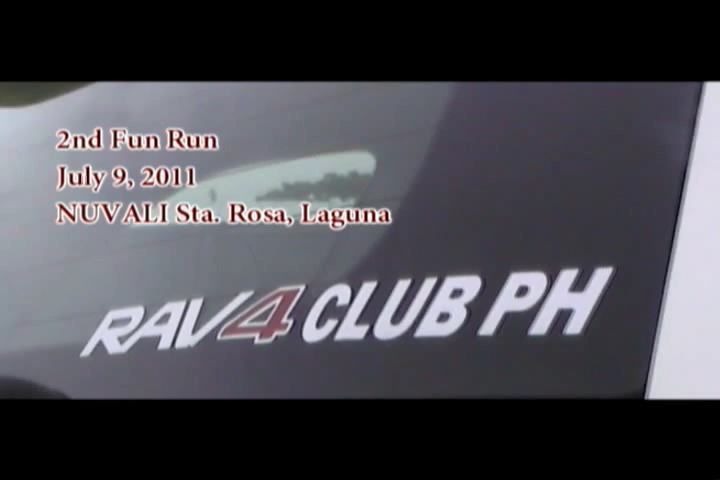 2nd Fun Run
July 9, 2011
NUVALI Sta. Rosa, Laguna
RAV4 CLUB PH